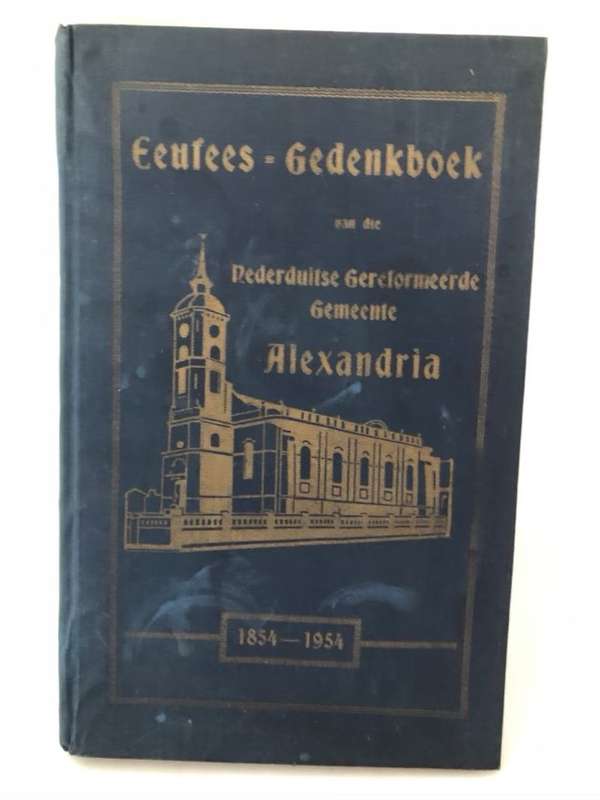 Eeufees = Gedenkboek
van die
Nederduitse Gereformeerde
Gemeente
Alexandria
1854 — 1954